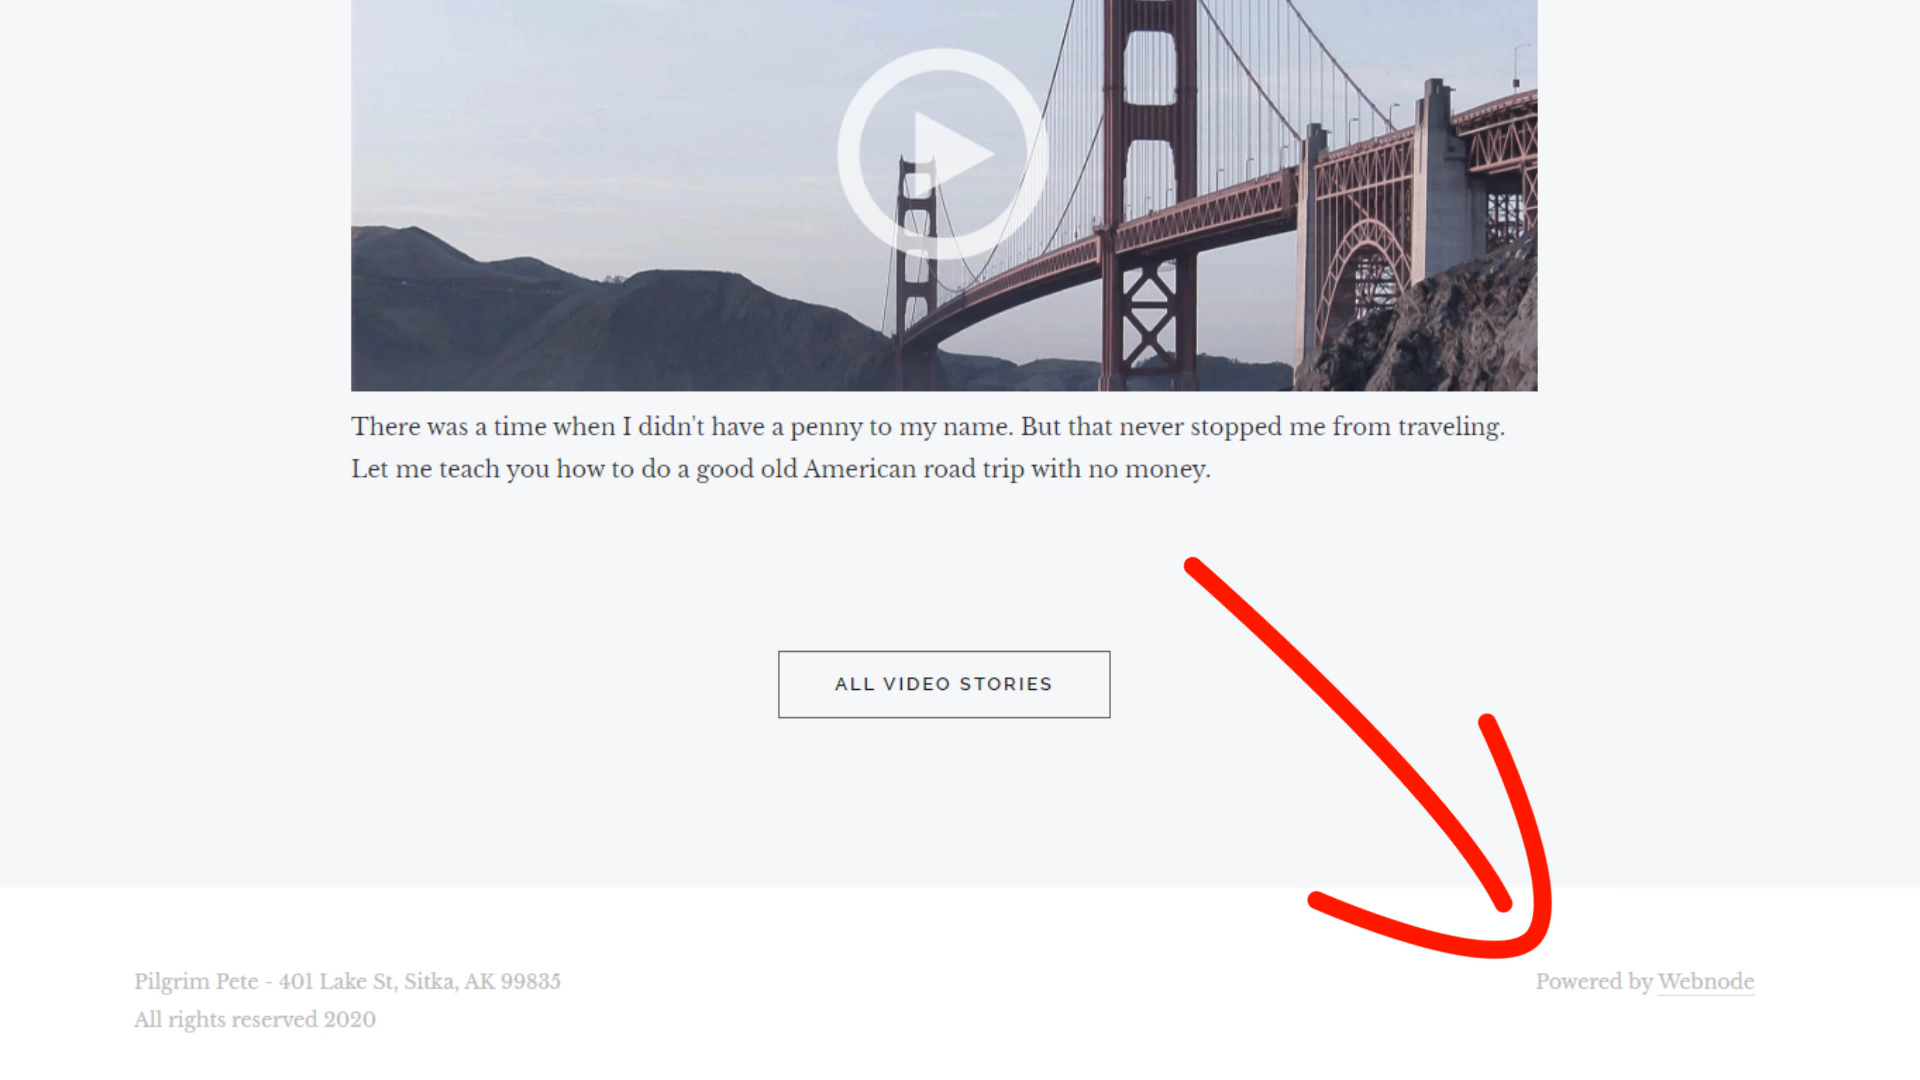 There was a time when I didn't have a penny to my name. But that never stopped me from traveling.
Let me teach you how to do a good old American road trip with no money.
ALL VIDEO STORIES
Pilgrim Pete - 401 Lake St, Sitka, AK 99835
All rights reserved 2020
Powered by Webnode